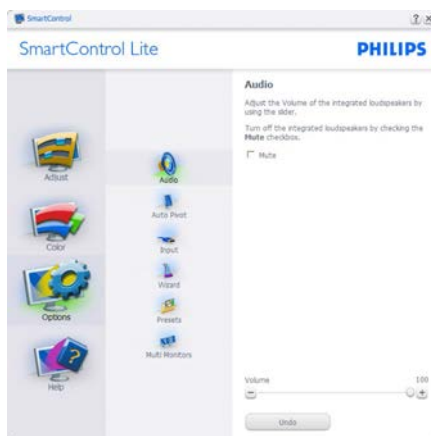 SmartControl
SmartControl Lite
PHILIPS
Adjust
Color
Options
Help
Audio
Auto Pivot
Input
Wizard
Presets
Multi Monitors
Audio
Adjust the Volume of the integrated loudspeakers by
using the slider.
Turn off the integrated loudspeakers by checking the
Mute checkbox.
Mute
Volume 100
Undo